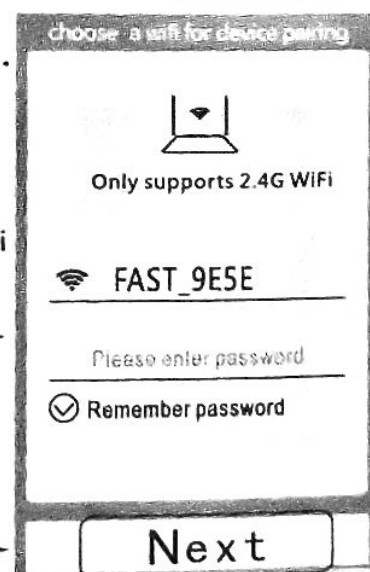 choose a wifi for device pairing
Only supports 2.4G WiFi
i
FAST_9E5E
Please enter password
Remember password
Next